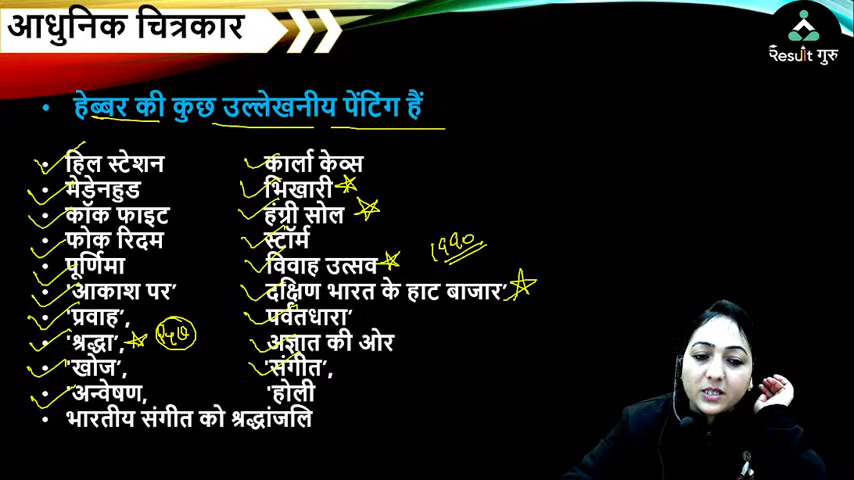 आधुनिक चित्रकार
Result गुरु
• हेब्बर की कुछ उल्लेखनीय पेंटिंग हैं
• हिल स्टेशन कार्ला केव्स
• मेडेनहुड भिखारी
• कॉक फाइट हंग्री सोल
• फोक रिदम स्टॉर्म
• पूर्णिमा विवाह उत्सव १९९०
• 'आकाश पर' दक्षिण भारत के हाट बाजार'
• 'प्रवाह', पर्वतधारा'
• 'श्रद्धा', अज्ञात की ओर
• 'खोज', 'संगीत',
• 'अन्वेषण, 'होली
• भारतीय संगीत को श्रद्धांजलि